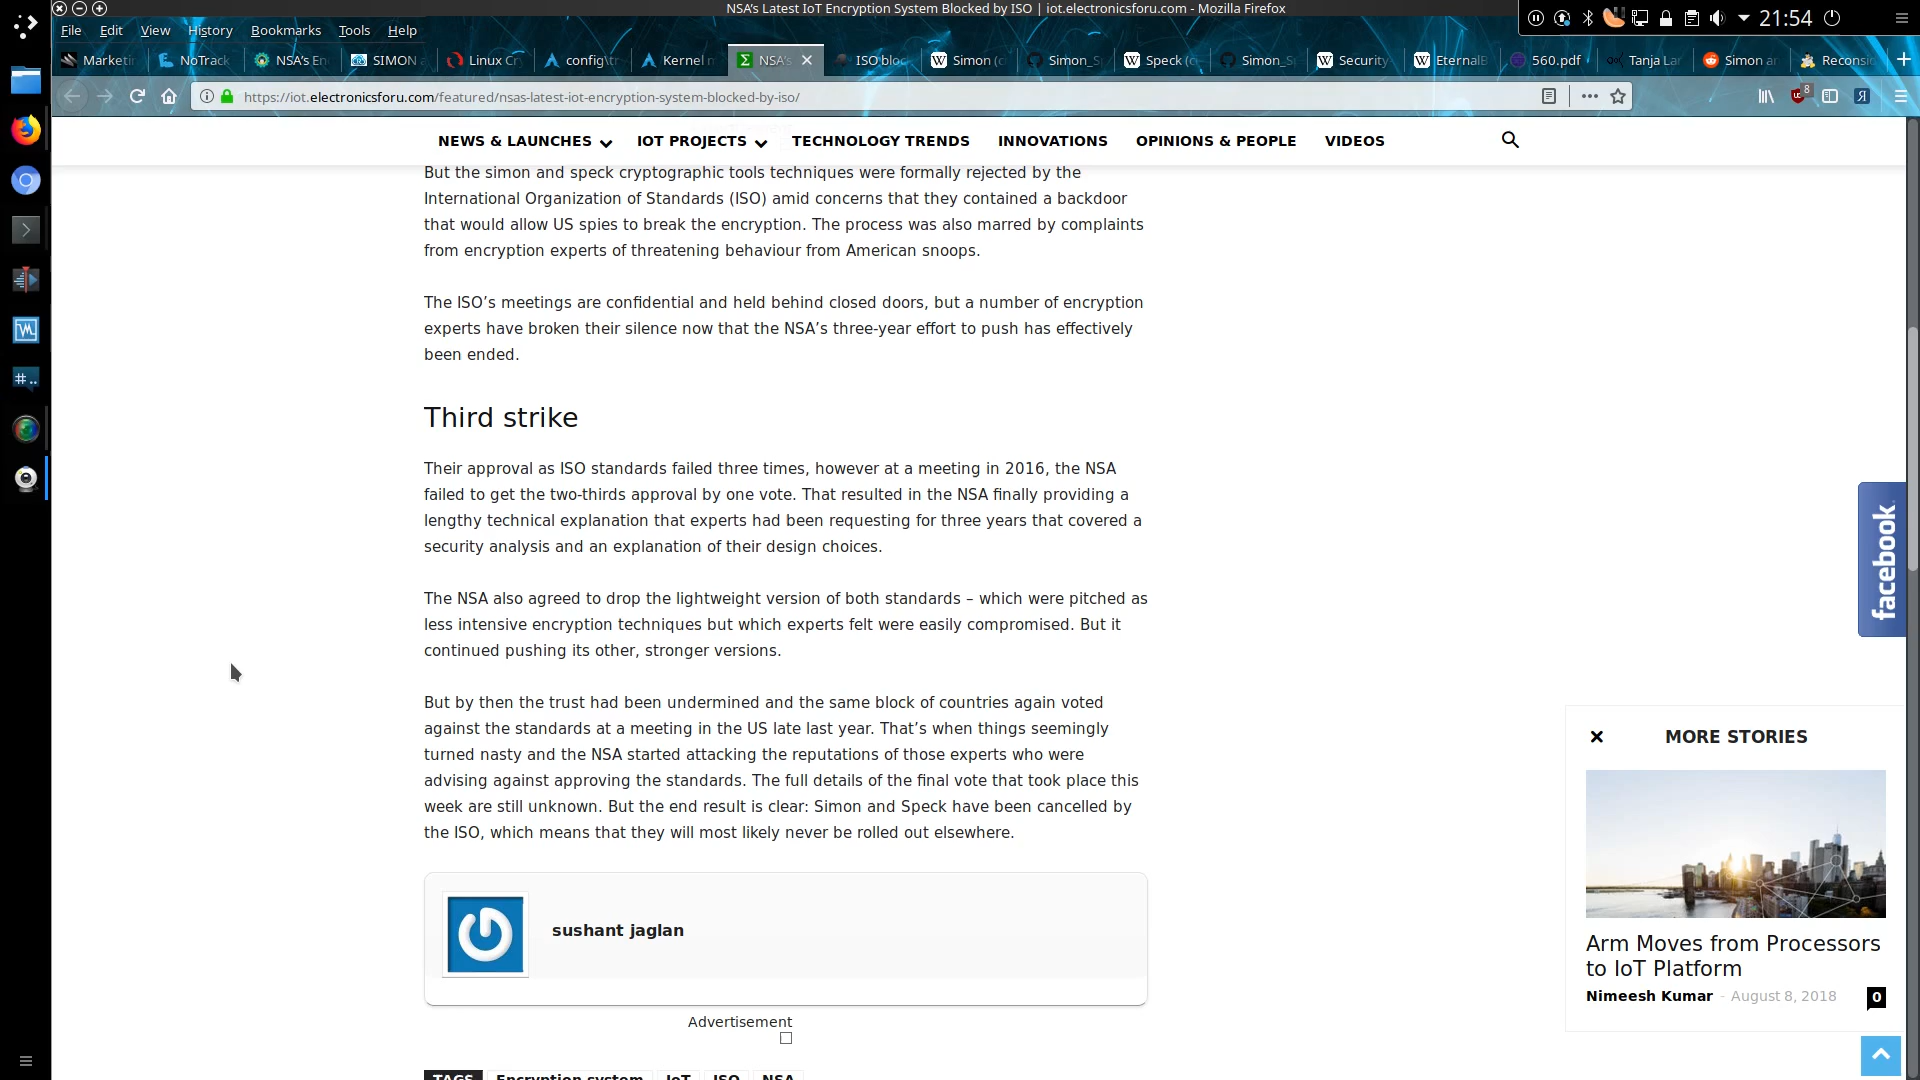 NSA's Latest IoT Encryption System Blocked by ISO | iot.electronicsforu.com - Mozilla Firefox
21:54
File Edit View History Bookmarks Tools Help
Marketi NoTrack NSA's En SIMON a Linux Cr config\tr Kernel m NSA's ISO bloc Simon (c Simon_S Speck (c Simon_Sp Security EternalB 560.pdf Tanja Lan Simon an Reconsid
https://iot.electronicsforu.com/featured/nsas-latest-iot-encryption-system-blocked-by-iso/
8
NEWS & LAUNCHES IOT PROJECTS TECHNOLOGY TRENDS INNOVATIONS OPINIONS & PEOPLE VIDEOS
But the simon and speck cryptographic tools techniques were formally rejected by the
International Organization of Standards (ISO) amid concerns that they contained a backdoor
that would allow US spies to break the encryption. The process was also marred by complaints
from encryption experts of threatening behaviour from American snoops.
The ISO’s meetings are confidential and held behind closed doors, but a number of encryption
experts have broken their silence now that the NSA’s three-year effort to push has effectively
been ended.
Third strike
Their approval as ISO standards failed three times, however at a meeting in 2016, the NSA
failed to get the two-thirds approval by one vote. That resulted in the NSA finally providing a
lengthy technical explanation that experts had been requesting for three years that covered a
security analysis and an explanation of their design choices.
The NSA also agreed to drop the lightweight version of both standards – which were pitched as
less intensive encryption techniques but which experts felt were easily compromised. But it
continued pushing its other, stronger versions.
But by then the trust had been undermined and the same block of countries again voted
against the standards at a meeting in the US late last year. That’s when things seemingly
turned nasty and the NSA started attacking the reputations of those experts who were
advising against approving the standards. The full details of the final vote that took place this
week are still unknown. But the end result is clear: Simon and Speck have been cancelled by
the ISO, which means that they will most likely never be rolled out elsewhere.
sushant jaglan
Advertisement
TAGS Encryption system IoT ISO NSA
facebook
MORE STORIES
Arm Moves from Processors
to IoT Platform
Nimeesh Kumar - August 8, 2018 0